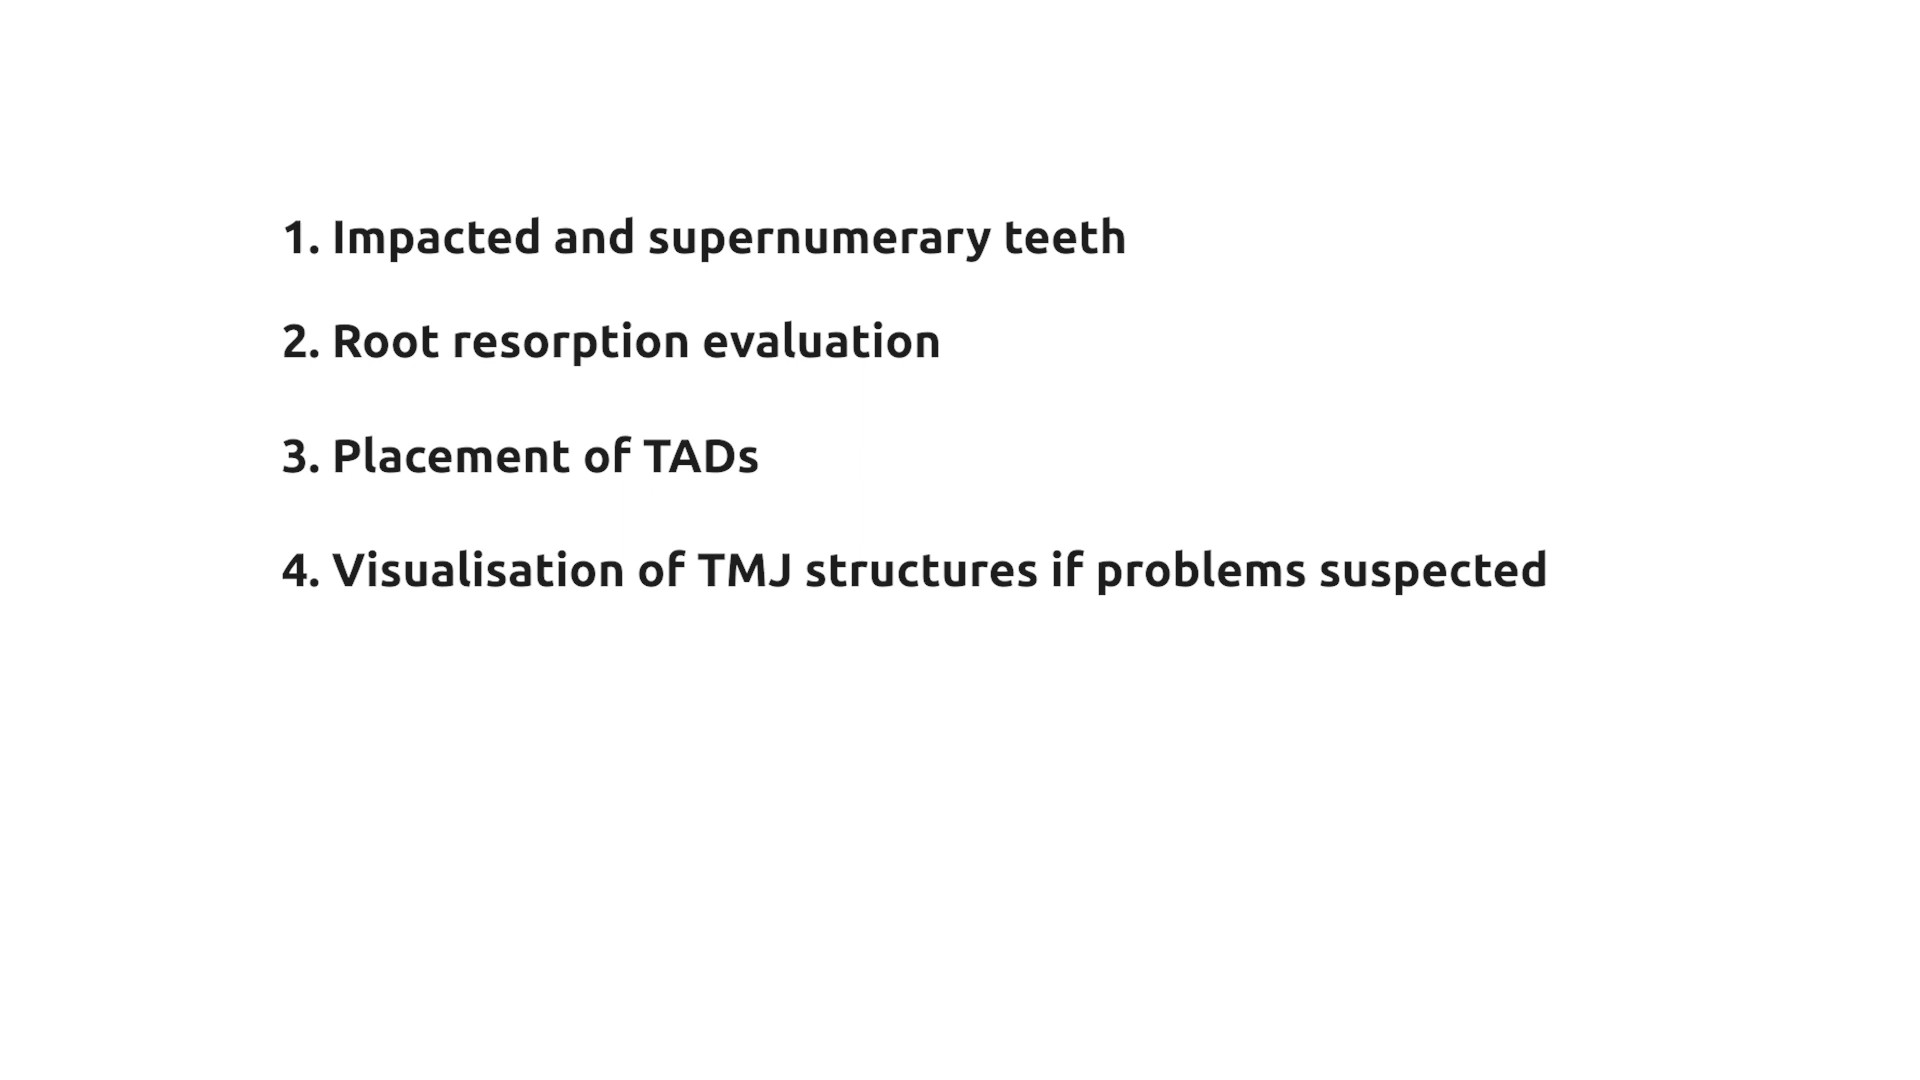 1. Impacted and supernumerary teeth
2. Root resorption evaluation
3. Placement of TADs
4. Visualisation of TMJ structures if problems suspected